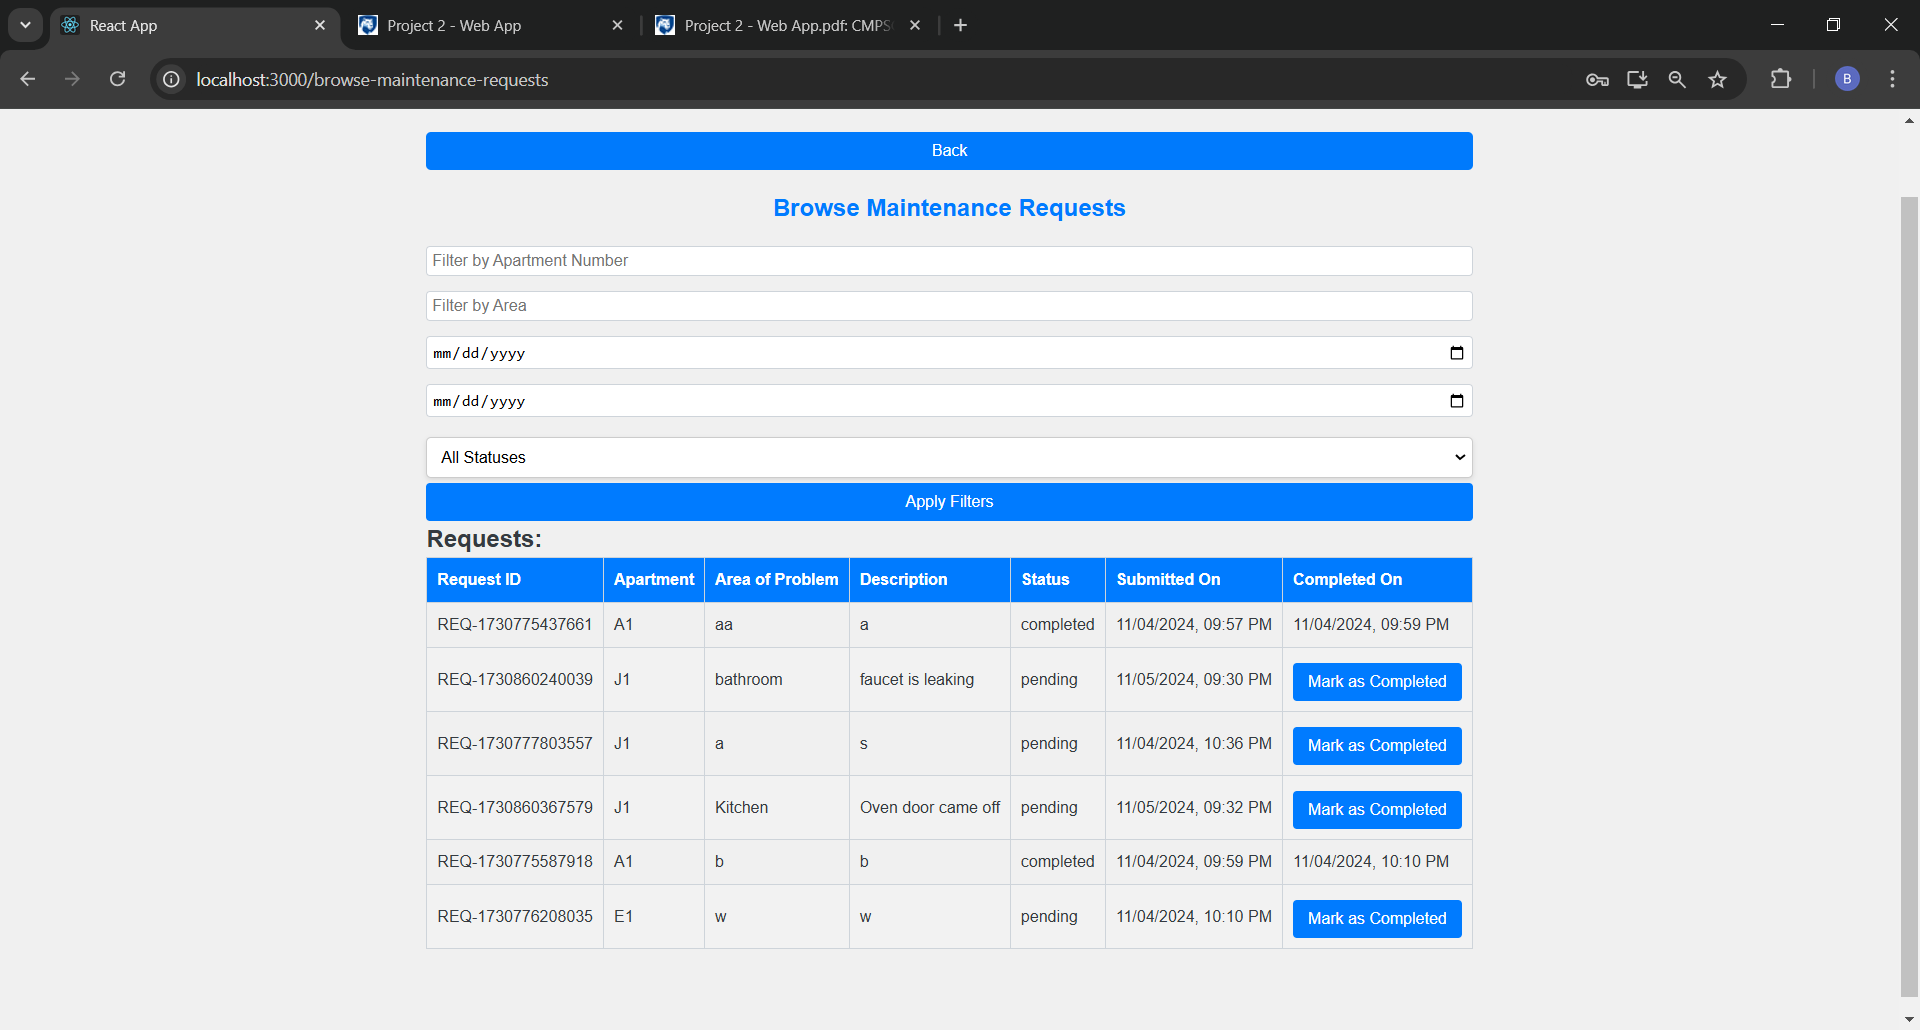 React App
Project 2 - Web App
Project 2 - Web App.pdf: CMPS
localhost:3000/browse-maintenance-requests
B
Back
Browse Maintenance Requests
Filter by Apartment Number
Filter by Area
mm/dd/yyyy
mm/dd/yyyy
All Statuses
Apply Filters
Requests:
Request ID Apartment Area of Problem Description Status Submitted On Completed On
REQ-1730775437661 A1 aa a completed 11/04/2024, 09:57 PM 11/04/2024, 09:59 PM
REQ-1730860240039 J1 bathroom faucet is leaking pending 11/05/2024, 09:30 PM Mark as Completed
REQ-1730777803557 J1 a s pending 11/04/2024, 10:36 PM Mark as Completed
REQ-1730860367579 J1 Kitchen Oven door came off pending 11/05/2024, 09:32 PM Mark as Completed
REQ-1730775587918 A1 b b completed 11/04/2024, 09:59 PM 11/04/2024, 10:10 PM
REQ-1730776208035 E1 w w pending 11/04/2024, 10:10 PM Mark as Completed